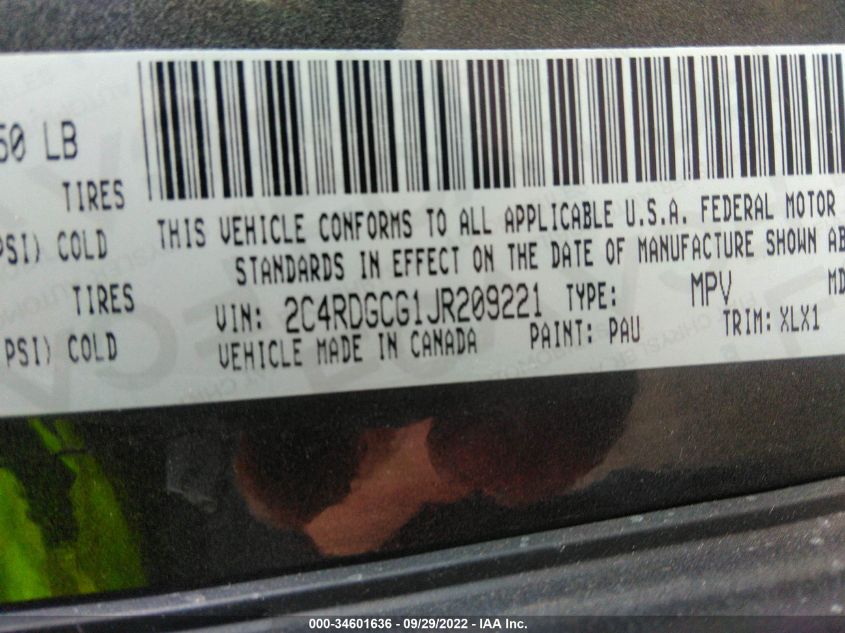 50 LB
TIRES
PSI) COLD
TIRES
PSI) COLD
THIS VEHICLE CONFORMS TO ALL APPLICABLE U.S.A. FEDERAL MOTOR
STANDARDS IN EFFECT ON THE DATE OF MANUFACTURE SHOWN AB
VIN: 2C4RDGCG1JR209221 TYPE: MPV MD
VEHICLE MADE IN CANADA PAINT: PAU TRIM: XLX1
000-34601636 / 09/29/2022 - IAA Inc.